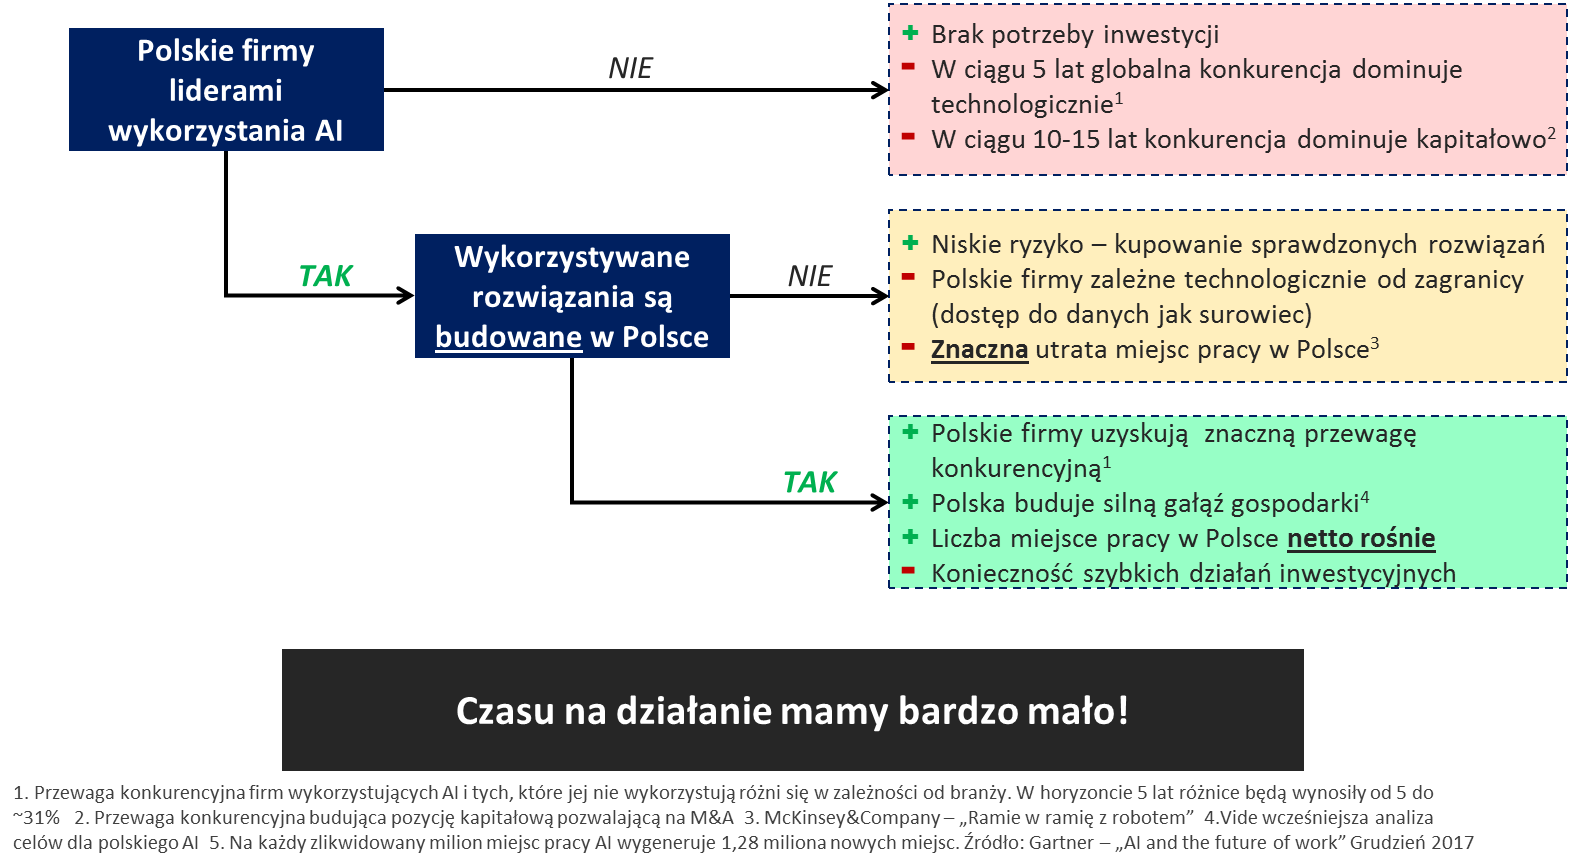 Polskie firmy
liderami
wykorzystania AI
NIE
+ Brak potrzeby inwestycji
- W ciągu 5 lat globalna konkurencja dominuje
technologicznie1
- W ciągu 10-15 lat konkurencja dominuje kapitałowo2
TAK
Wykorzystywane
rozwiązania są
budowane w Polsce
NIE
+ Niskie ryzyko – kupowanie sprawdzonych rozwiązań
- Polskie firmy zależne technologicznie od zagranicy
(dostęp do danych jak surowiec)
- Znaczna utrata miejsc pracy w Polsce3
TAK
+ Polskie firmy uzyskują znaczną przewagę
konkurencyjną1
+ Polska buduje silną gałąź gospodarki4
+ Liczba miejsce pracy w Polsce netto rośnie
- Konieczność szybkich działań inwestycyjnych
Czasu na działanie mamy bardzo mało!
1. Przewaga konkurencyjna firm wykorzystujących AI i tych, które jej nie wykorzystują różni się w zależności od branży. W horyzoncie 5 lat różnice będą wynosiły od 5 do
~31% 2. Przewaga konkurencyjna budująca pozycję kapitałową pozwalającą na M&A 3. McKinsey&Company – „Ramie w ramię z robotem” 4.Vide wcześniejsza analiza
celów dla polskiego AI 5. Na każdy zlikwidowany milion miejsc pracy AI wygeneruje 1,28 miliona nowych miejsc. Źródło: Gartner – „AI and the future of work” Grudzień 2017